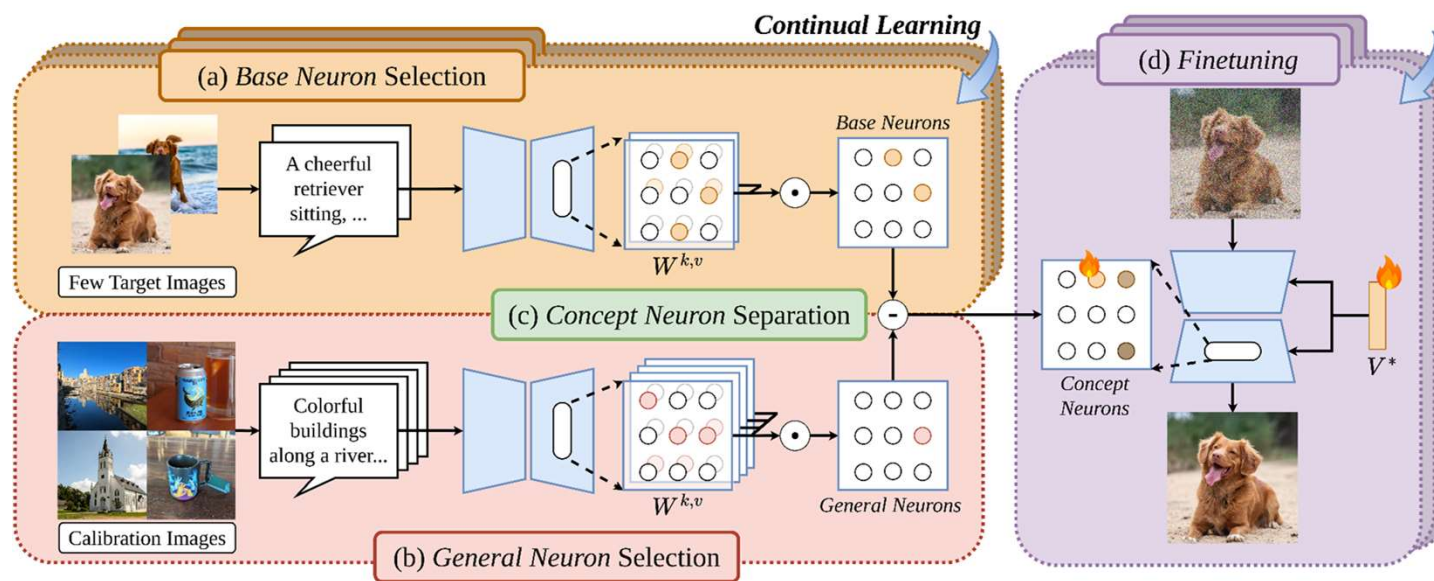 Continual Learning
(a) Base Neuron Selection
(d) Finetuning
A cheerful
retriever
sitting, ...
Base Neurons
Few Target Images
W^{k,v}
(c) Concept Neuron Separation
-
Colorful
buildings
along a river...
Concept
Neurons
V*
W^{k,v}
General Neurons
Calibration Images
(b) General Neuron Selection